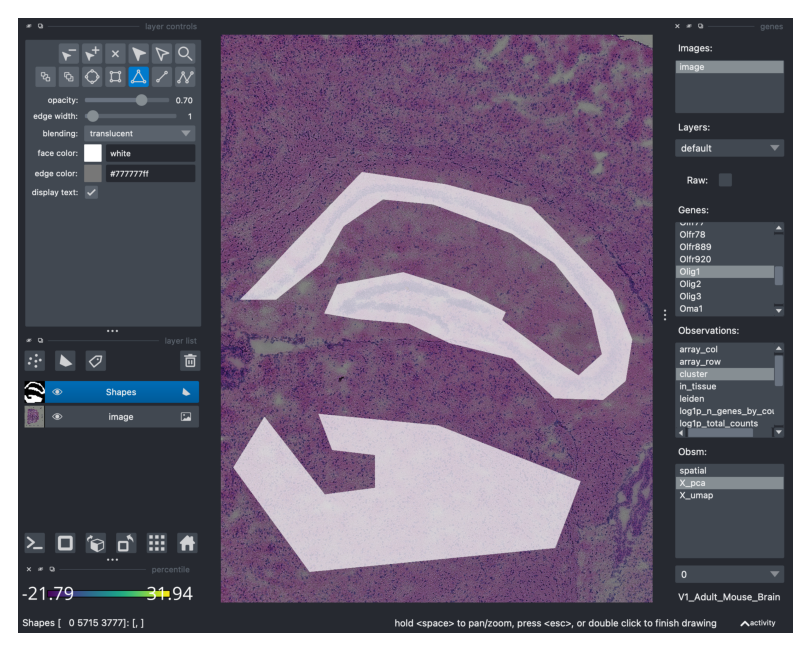 layer controls
opacity: 0.70
edge width: 1
blending: translucent
face color: white
edge color: #777777ff
display text:
layer list
Shapes
image
percentile
-21.79 31.94
Shapes [ 0 5715 3777]: [, ]
hold <space> to pan/zoom, press <esc>, or double click to finish drawing
activity
genes
Images:
image
Layers:
default
Raw:
Genes:
Olfr77
Olfr78
Olfr889
Olfr920
Olig1
Olig2
Olig3
Oma1
Observations:
array_col
array_row
cluster
in_tissue
leiden
log1p_n_genes_by_cou
log1p_total_counts
Obsm:
spatial
X_pca
X_umap
0
V1_Adult_Mouse_Brain